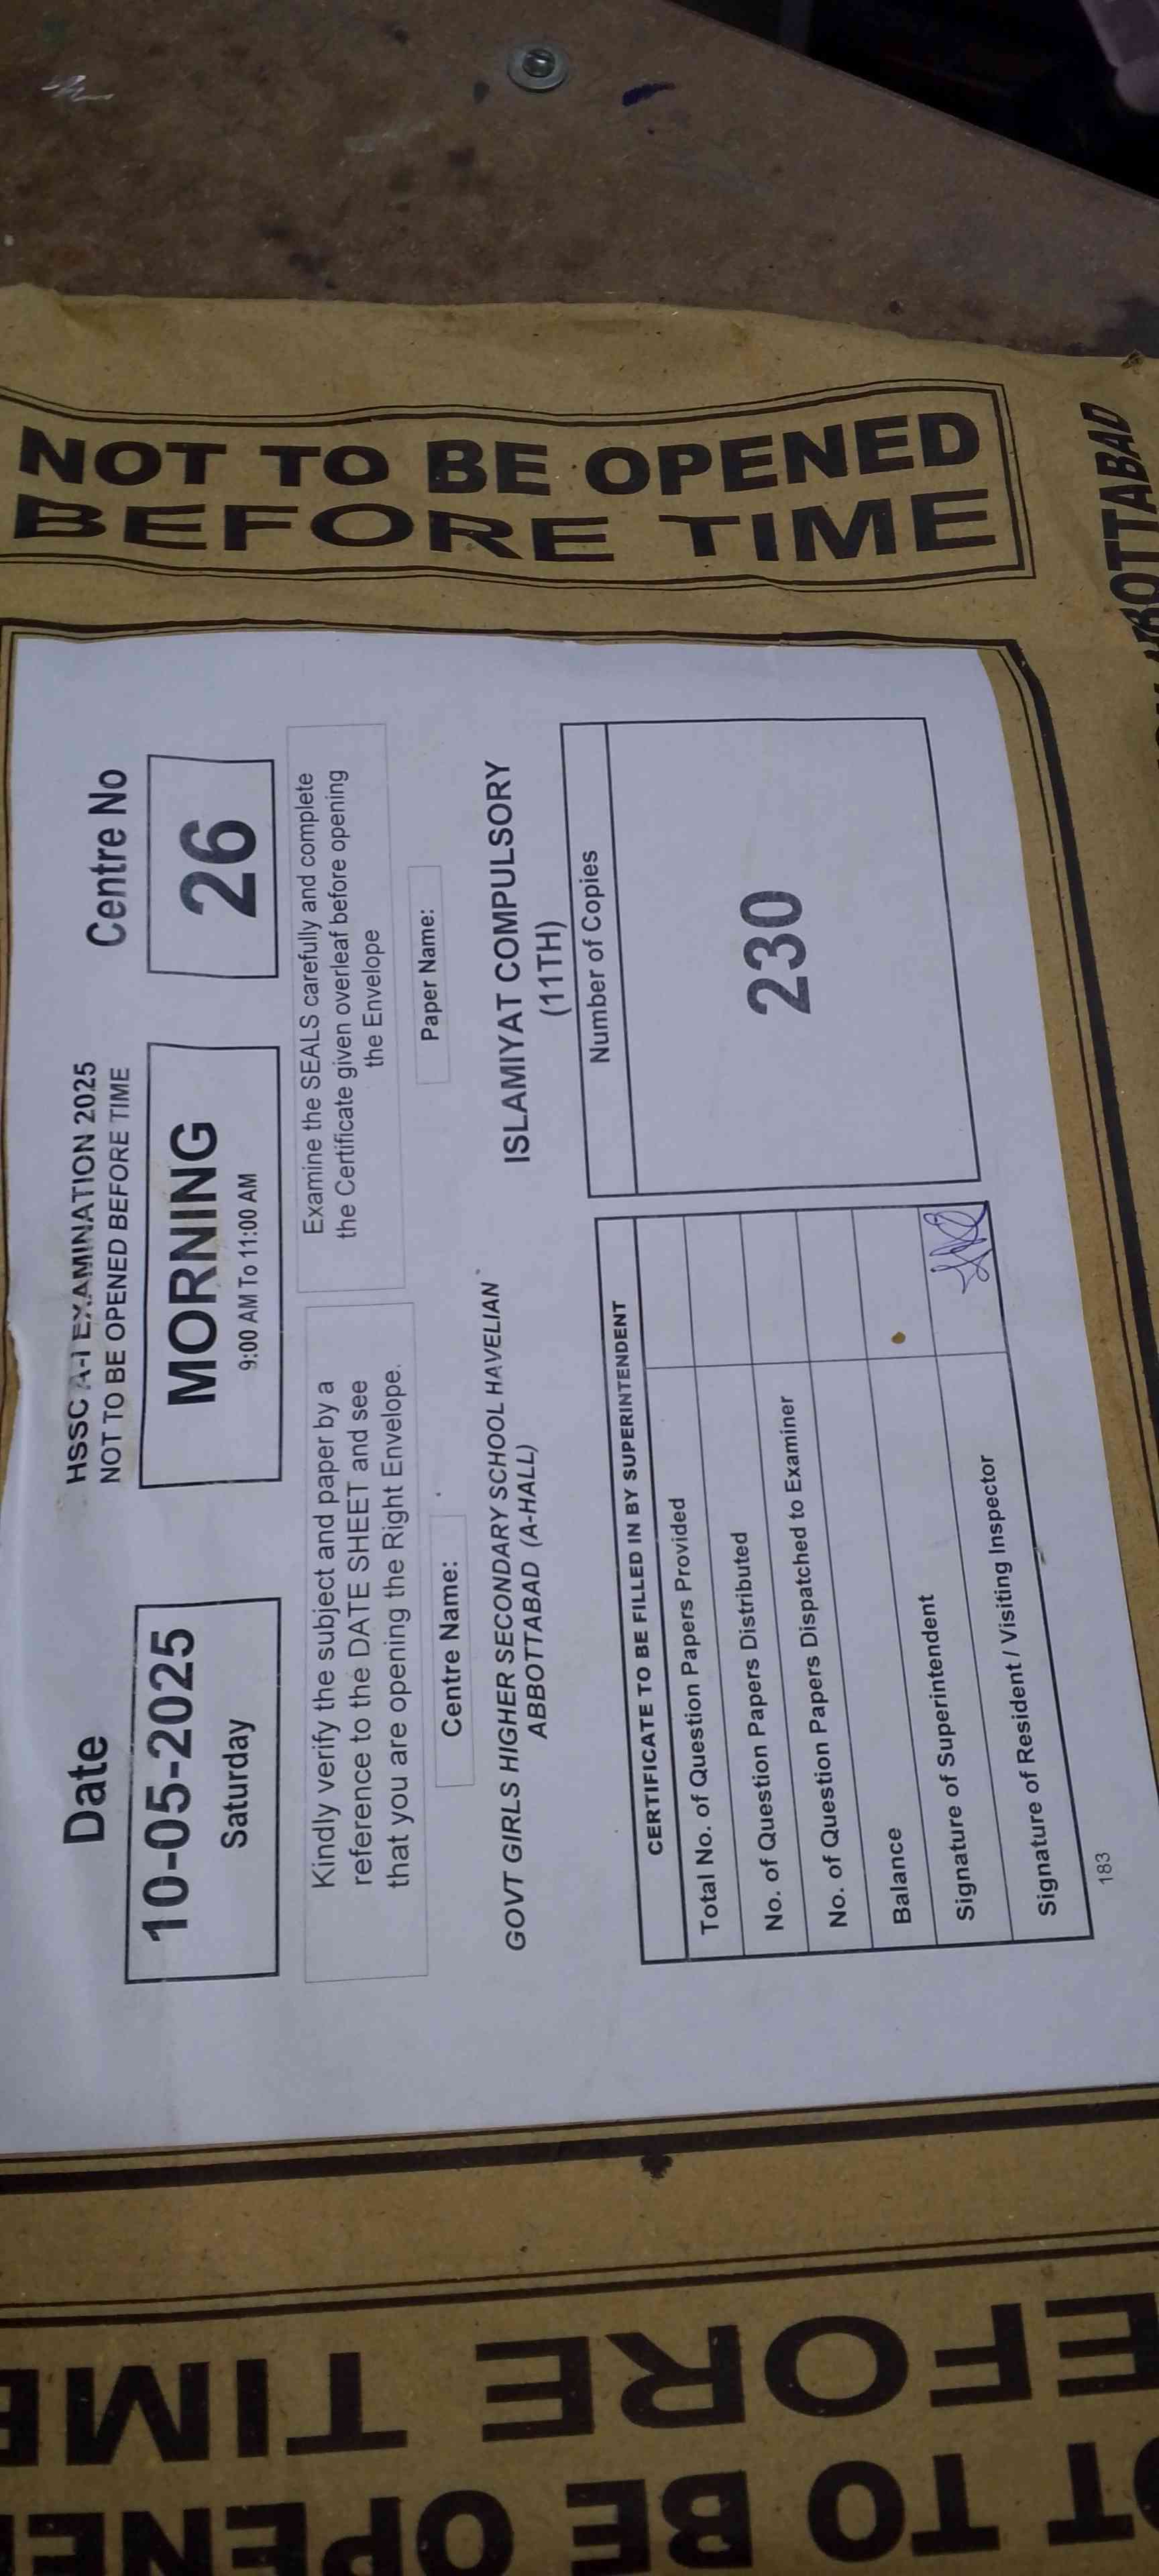 NOT TO BE OPENED
BEFORE TIME
HSSC A-I EXAMINATION 2025
NOT TO BE OPENED BEFORE TIME
Date
10-05-2025
Saturday
MORNING
9:00 AM To 11:00 AM
Centre No
26
Kindly verify the subject and paper by a
reference to the DATE SHEET and see
that you are opening the Right Envelope.
Examine the SEALS carefully and complete
the Certificate given overleaf before opening
the Envelope
Centre Name:
GOVT GIRLS HIGHER SECONDARY SCHOOL HAVELIAN
ABBOTTABAD (A-HALL)
Paper Name:
ISLAMIYAT COMPULSORY
(11TH)
CERTIFICATE TO BE FILLED IN BY SUPERINTENDENT
Total No. of Question Papers Provided
No. of Question Papers Distributed
No. of Question Papers Dispatched to Examiner
Balance
Signature of Superintendent
Signature of Resident / Visiting Inspector
Number of Copies
230
183
BOTTABAD
TO BE OPENE
EFORE TIME